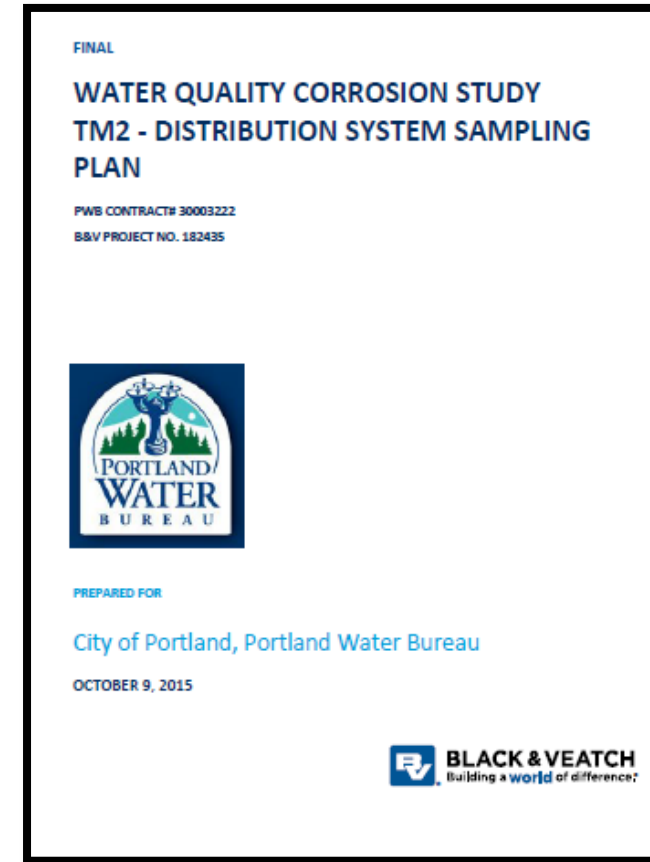 FINAL
WATER QUALITY CORROSION STUDY
TM2 - DISTRIBUTION SYSTEM SAMPLING
PLAN
PWB CONTRACT# 30003222
B&V PROJECT NO. 182435
PORTLAND
WATER
BUREAU
PREPARED FOR
City of Portland, Portland Water Bureau
OCTOBER 9, 2015
BV
BLACK & VEATCH
Building a world of difference.